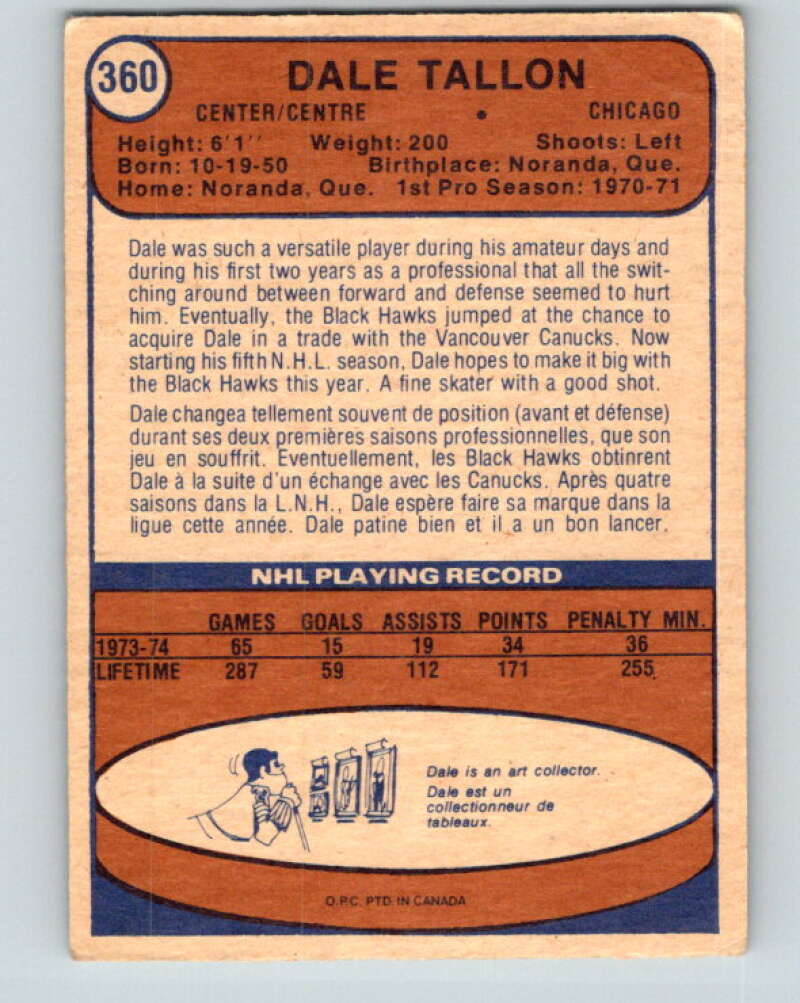 360
DALE TALLON
CENTER/CENTRE • CHICAGO
Height: 6'1'' Weight: 200 Shoots: Left
Born: 10-19-50 Birthplace: Noranda, Que.
Home: Noranda, Que. 1st Pro Season: 1970-71
Dale was such a versatile player during his amateur days and
during his first two years as a professional that all the swit-
ching around between forward and defense seemed to hurt
him. Eventually, the Black Hawks jumped at the chance to
acquire Dale in a trade with the Vancouver Canucks. Now
starting his fifth N.H.L. season, Dale hopes to make it big with
the Black Hawks this year. A fine skater with a good shot.
Dale changea tellement souvent de position (avant et défense)
durant ses deux premières saisons professionnelles, que son
jeu en souffrit. Eventuellement, les Black Hawks obtinrent
Dale à la suite d'un échange avec les Canucks. Après quatre
saisons dans la L.N.H., Dale espère faire sa marque dans la
ligue cette année. Dale patine bien et il a un bon lancer.
NHL PLAYING RECORD
GAMES GOALS ASSISTS POINTS PENALTY MIN.
1973-74 65 15 19 34 36
LIFETIME 287 59 112 171 255
Dale is an art collector.
Dale est un
collectionneur de
tableaux.
O.P.C. PTD. IN CANADA